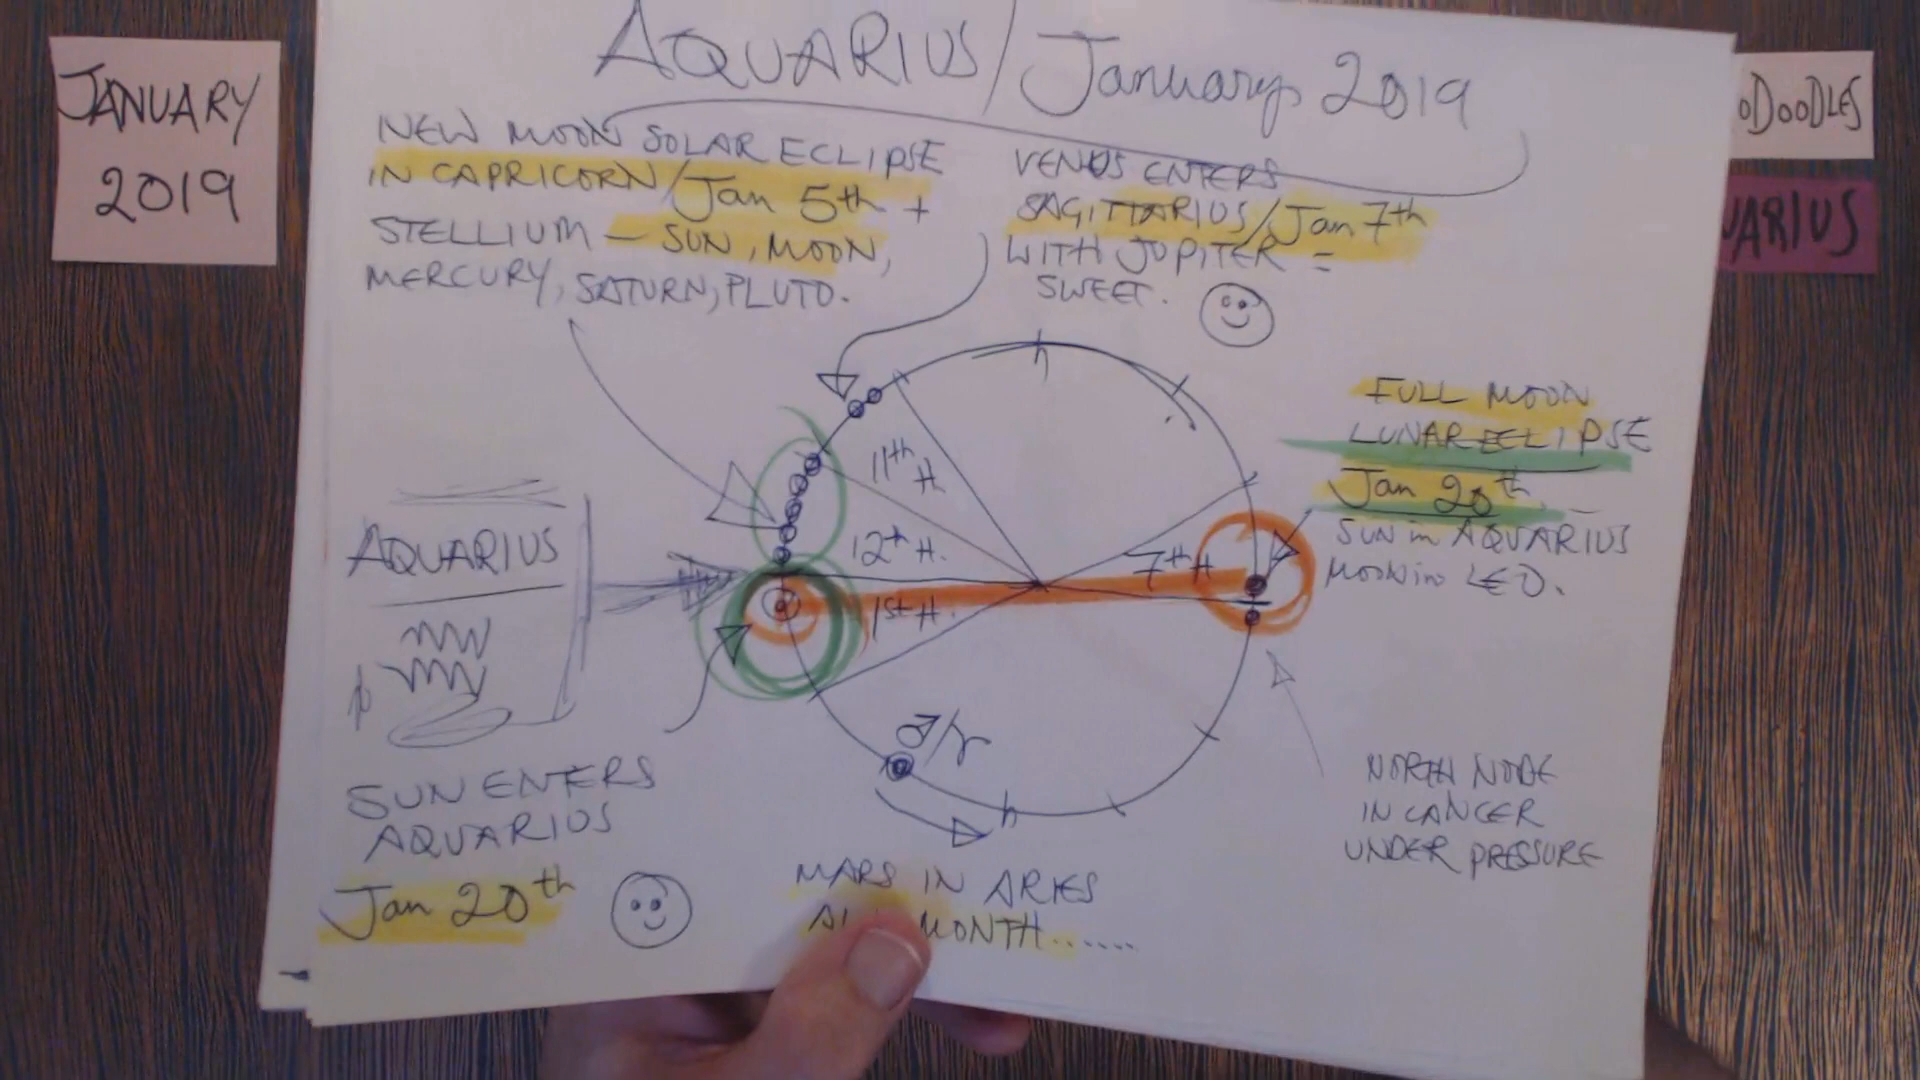 AQUARIUS/January 2019
JANUARY
2019
ODOODLES
UARIUS
NEW MOON SOLAR ECLIPSE
IN CAPRICORN/Jan 5th +
STELLIUM – SUN, MOON,
MERCURY, SATURN, PLUTO.
VENUS ENTERS
SAGITTARIUS/Jan 7th
WITH JUPITER =
SWEET.
FULL MOON
LUNAR ECLIPSE
Jan 20th
SUN in AQUARIUS
MOON in LEO.
11th H.
12th H.
7th H
1st H.
AQUARIUS
♂/♈
SUN ENTERS
AQUARIUS
Jan 20th
MARS IN ARIES
MONTH......
NORTH NODE
IN CANCER
UNDER PRESSURE